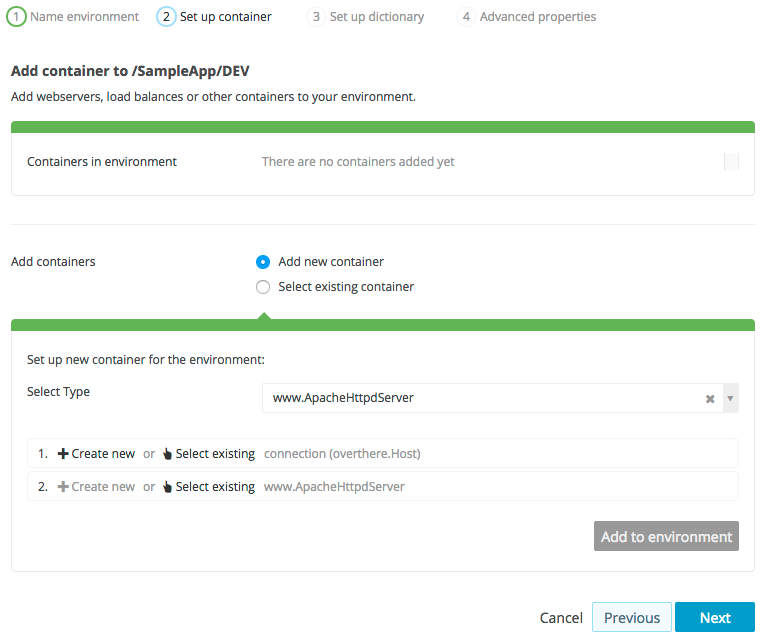 1 Name environment 2 Set up container 3 Set up dictionary 4 Advanced properties
Add container to /SampleApp/DEV
Add webservers, load balances or other containers to your environment.
Containers in environment There are no containers added yet
Add containers Add new container
Select existing container
Set up new container for the environment:
Select Type www.ApacheHttpdServer
1. Create new or Select existing connection (overthere.Host)
2. Create new or Select existing www.ApacheHttpdServer
Add to environment
Cancel Previous Next